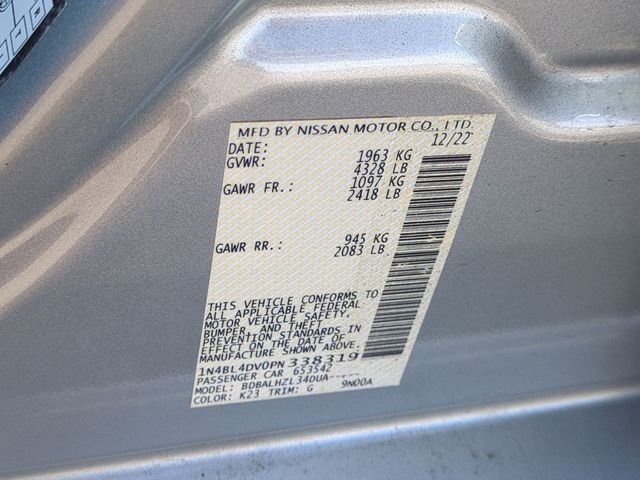 MFD BY NISSAN MOTOR CO., LTD.
DATE: 12/22
GVWR: 1963 KG
4328 LB
GAWR FR.: 1097 KG
2418 LB
GAWR RR.: 945 KG
2083 LB
THIS VEHICLE CONFORMS TO
ALL APPLICABLE FEDERAL
MOTOR VEHICLE SAFETY,
BUMPER, AND THEFT
PREVENTION STANDARDS IN
EFFECT ON THE DATE OF
MANUFACTURE SHOWN ABOVE.
1N4BL4DV0PN338319
PASSENGER CAR 653542
MODEL: BDBALHZL34DUA-----
COLOR: K23 TRIM: G 9N00A